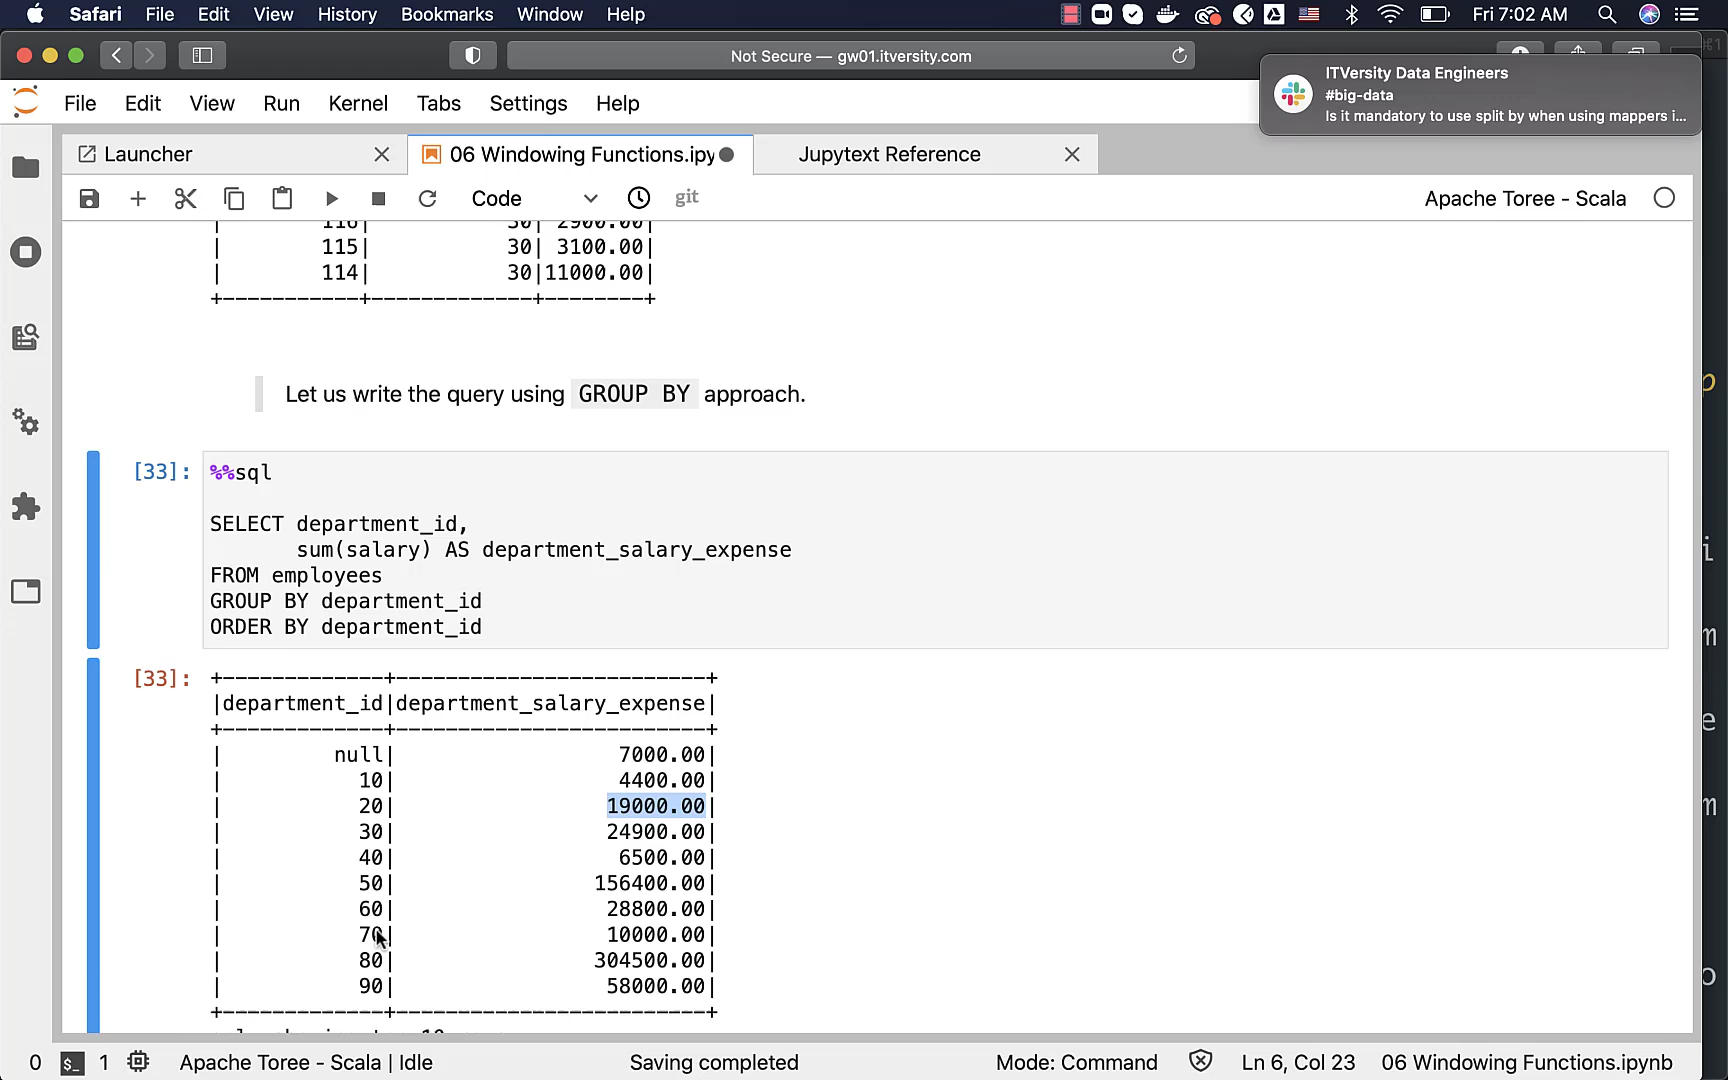 Safari File Edit View History Bookmarks Window Help Fri 7:02 AM
Not Secure — gw01.itversity.com
ITVersity Data Engineers
#big-data
Is it mandatory to use split by when using mappers i...
File Edit View Run Kernel Tabs Settings Help
Launcher 06 Windowing Functions.ipy Jupytext Reference
Code git Apache Toree - Scala
| 116| 30| 2900.00|
| 115| 30| 3100.00|
| 114| 30|11000.00|
+------------+-------------+--------+
Let us write the query using GROUP BY approach.
[33]: %%sql
SELECT department_id,
sum(salary) AS department_salary_expense
FROM employees
GROUP BY department_id
ORDER BY department_id
[33]: +-------------+-------------------------+
|department_id|department_salary_expense|
+-------------+-------------------------+
| null| 7000.00|
| 10| 4400.00|
| 20| 19000.00|
| 30| 24900.00|
| 40| 6500.00|
| 50| 156400.00|
| 60| 28800.00|
| 70| 10000.00|
| 80| 304500.00|
| 90| 58000.00|
+-------------+-------------------------+
0 $_ 1 Apache Toree - Scala | Idle Saving completed Mode: Command Ln 6, Col 23 06 Windowing Functions.ipynb